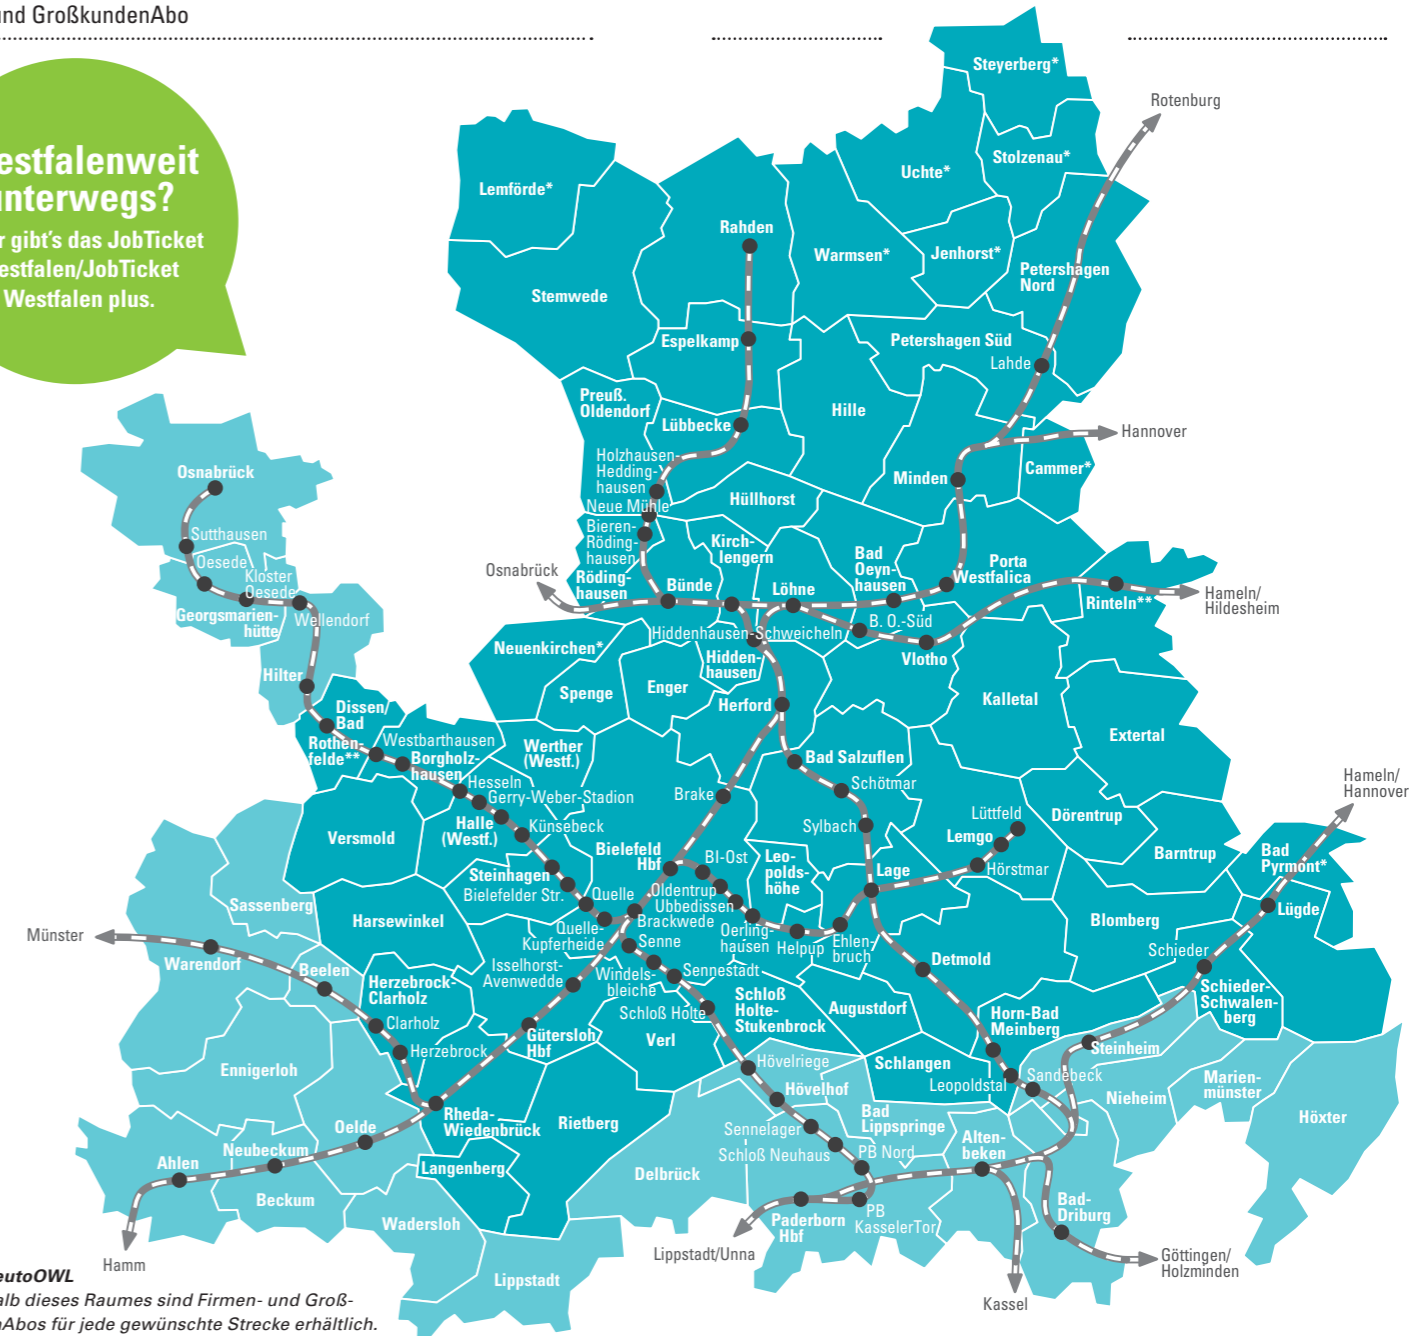 und GroßkundenAbo
estfalenweit
unterwegs?
r gibt's das JobTicket
estfalen/JobTicket
Westfalen plus.
Steyerberg*
Rotenburg
Stolzenau*
Uchte*
Lemförde*
Rahden
Warmsen*
Jenhorst*
Petershagen
Nord
Stemwede
Espelkamp
Petershagen Süd
Lahde
Preuß.
Oldendorf
Hille
Lübbecke
Hannover
Holzhausen-
Hedding-
hausen
Cammer*
Minden
Osnabrück
Hüllhorst
Neue Mühle
Bieren-
Röding-
hausen
Kirch-
lengern
Sutthausen
Oesede
Kloster
Oesede
Osnabrück
Röding-
hausen
Bünde
Löhne
Bad
Oeyn-
hausen
Porta
Westfalica
Rinteln**
Hameln/
Hildesheim
Georgsmarien-
hütte
Wellendorf
Hiddenhausen-Schweicheln
B. O.-Süd
Vlotho
Neuenkirchen*
Hidden-
hausen
Hilter
Spenge
Enger
Herford
Kalletal
Dissen/
Bad
Rothen-
felde**
Westbarthausen
Borgholz-
hausen
Werther
(Westf.)
Extertal
Bad Salzuflen
Hesseln
Gerry-Weber-Stadion
Brake
Schötmar
Hameln/
Hannover
Halle
(Westf.)
Künsebeck
Sylbach
Lüttfeld
Lemgo
Dörentrup
Versmold
Bielefeld
Hbf
BI-Ost
Leo-
polds-
höhe
Lage
Hörstmar
Barntrup
Bad
Pyrmont*
Steinhagen
Bielefelder Str.
Quelle
Oldentrup
Ubbedissen
Brackwede
Sassenberg
Harsewinkel
Quelle-
Kupferheide
Oerling-
hausen
Helpup
Ehlen-
bruch
Blomberg
Lügde
Münster
Warendorf
Senne
Schieder
Isselhorst-
Avenwedde
Beelen
Herzebrock-
Clarholz
Windels-
bleiche
Sennestadt
Detmold
Schieder-
Schwalen-
berg
Schloß
Holte-
Stukenbrock
Augustdorf
Schloß Holte
Clarholz
Horn-Bad
Meinberg
Gütersloh
Hbf
Verl
Herzebrock
Steinheim
Hövelriege
Schlangen
Ennigerloh
Leopoldstal
Sandebeck
Hövelhof
Marien-
münster
Nieheim
Höxter
Rheda-
Wiedenbrück
Rietberg
Bad
Lippspringe
Oelde
Sennelager
Alten-
beken
Neubeckum
Schloß Neuhaus
PB Nord
Ahlen
Langenberg
Delbrück
Beckum
Bad-
Driburg
Wadersloh
Paderborn
Hbf
PB
KasselerTor
Lippstadt/Unna
Göttingen/
Holzminden
Hamm
Lippstadt
Kassel
eutoOWL
alb dieses Raumes sind Firmen- und Groß-
nAbos für jede gewünschte Strecke erhältlich.